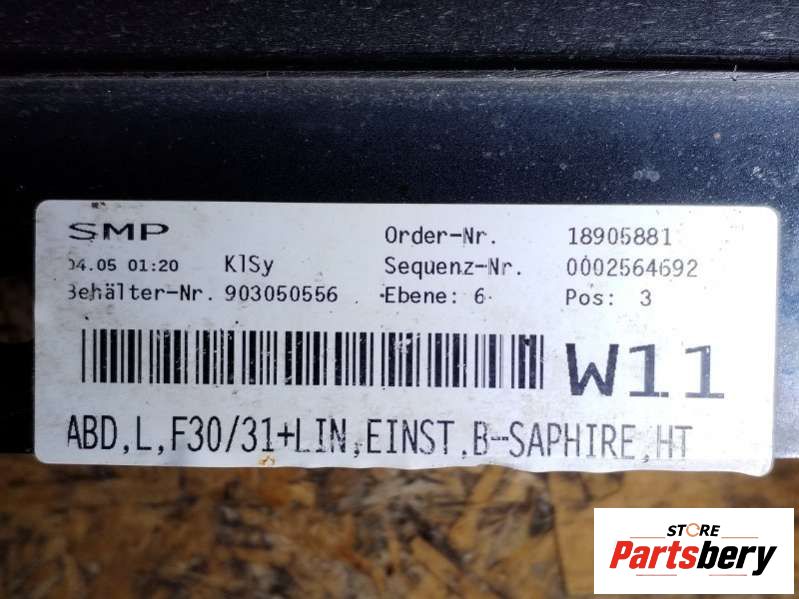 SMP Order-Nr. 18905881
04.05 01:20 KlSy Sequenz-Nr. 0002564692
Behälter-Nr. 903050556 Ebene: 6 Pos: 3
W11
ABD,L,F30/31+LIN,EINST,B-SAPHIRE,HT
STORE
Partsbery